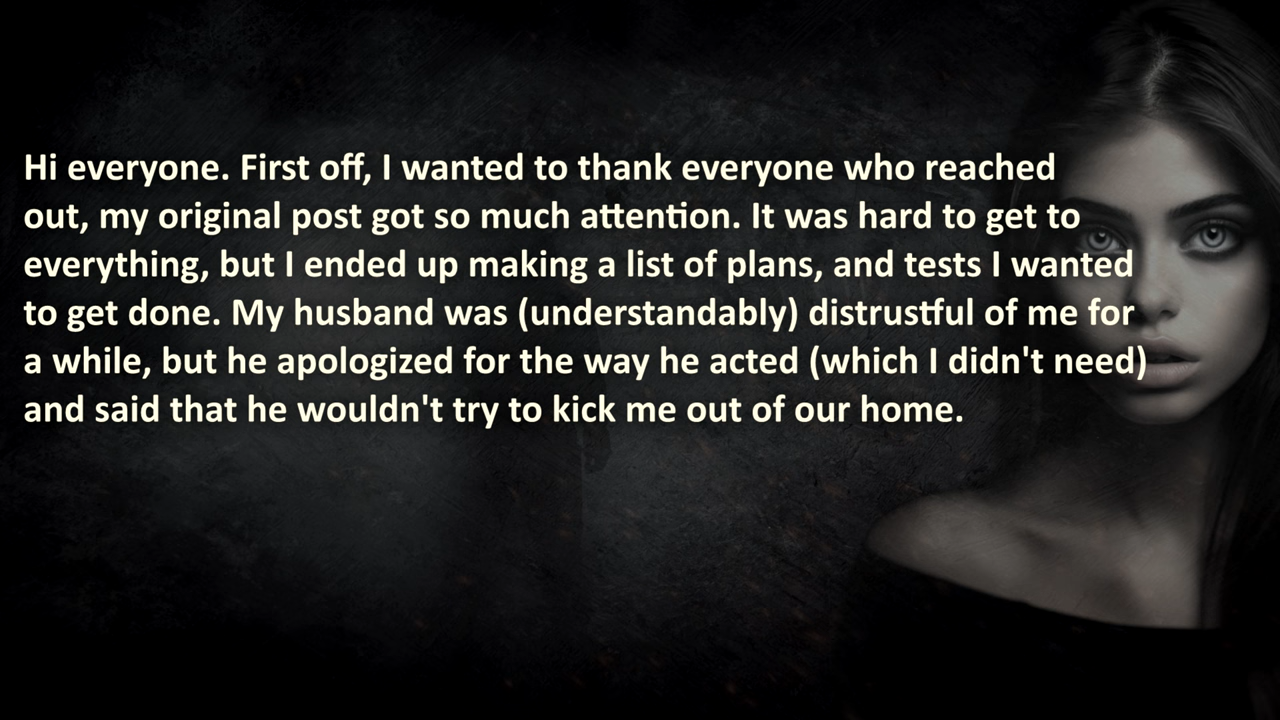 Hi everyone. First off, I wanted to thank everyone who reached
out, my original post got so much attention. It was hard to get to
everything, but I ended up making a list of plans, and tests I wanted
to get done. My husband was (understandably) distrustful of me for
a while, but he apologized for the way he acted (which I didn't need)
and said that he wouldn't try to kick me out of our home.